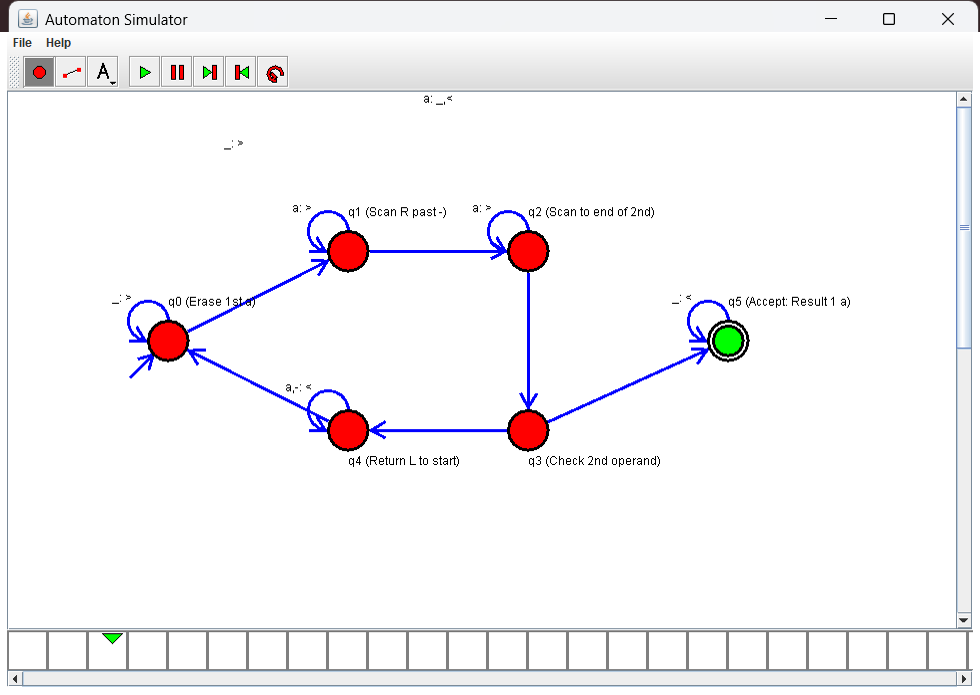 Automaton Simulator
File Help
A
a: _,<
_: >
a: >
q1 (Scan R past -)
a: >
q2 (Scan to end of 2nd)
_: >
q0 (Erase 1st a)
_: <
q5 (Accept: Result 1 a)
a,-: <
q4 (Return L to start)
q3 (Check 2nd operand)